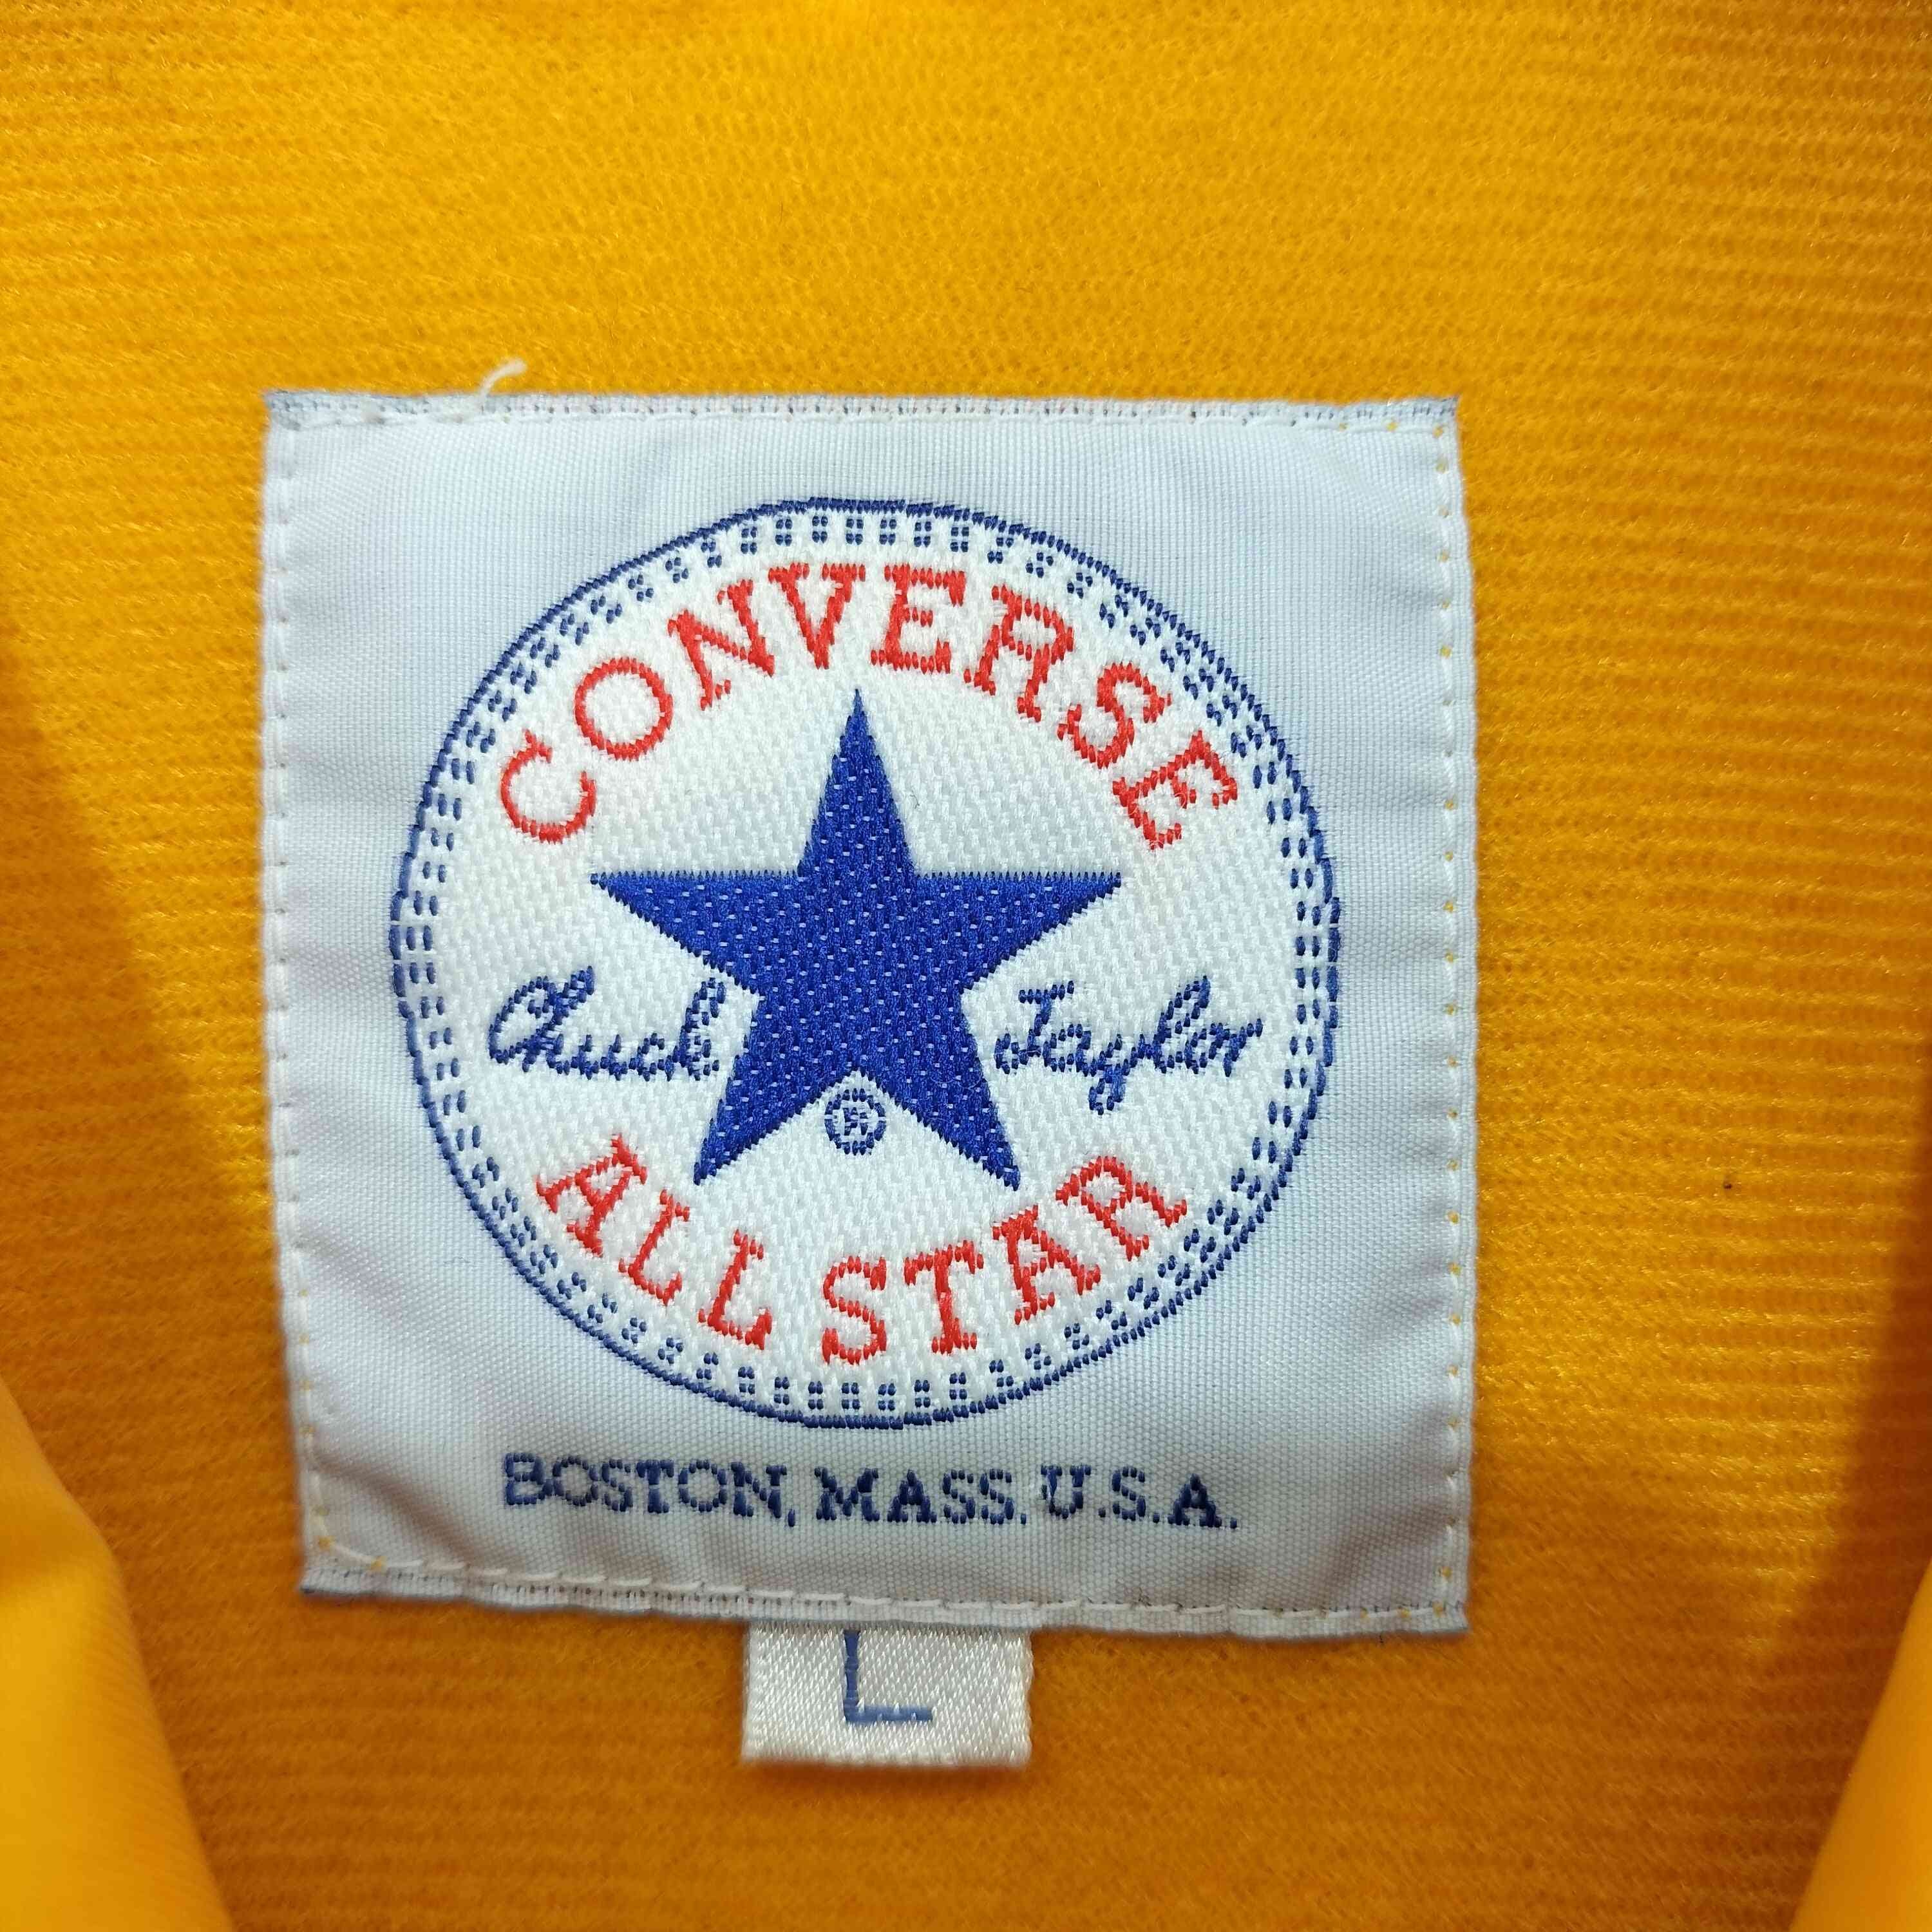 CONVERSE
Chuck Taylor
®
ALL STAR
BOSTON, MASS. U.S.A.
L